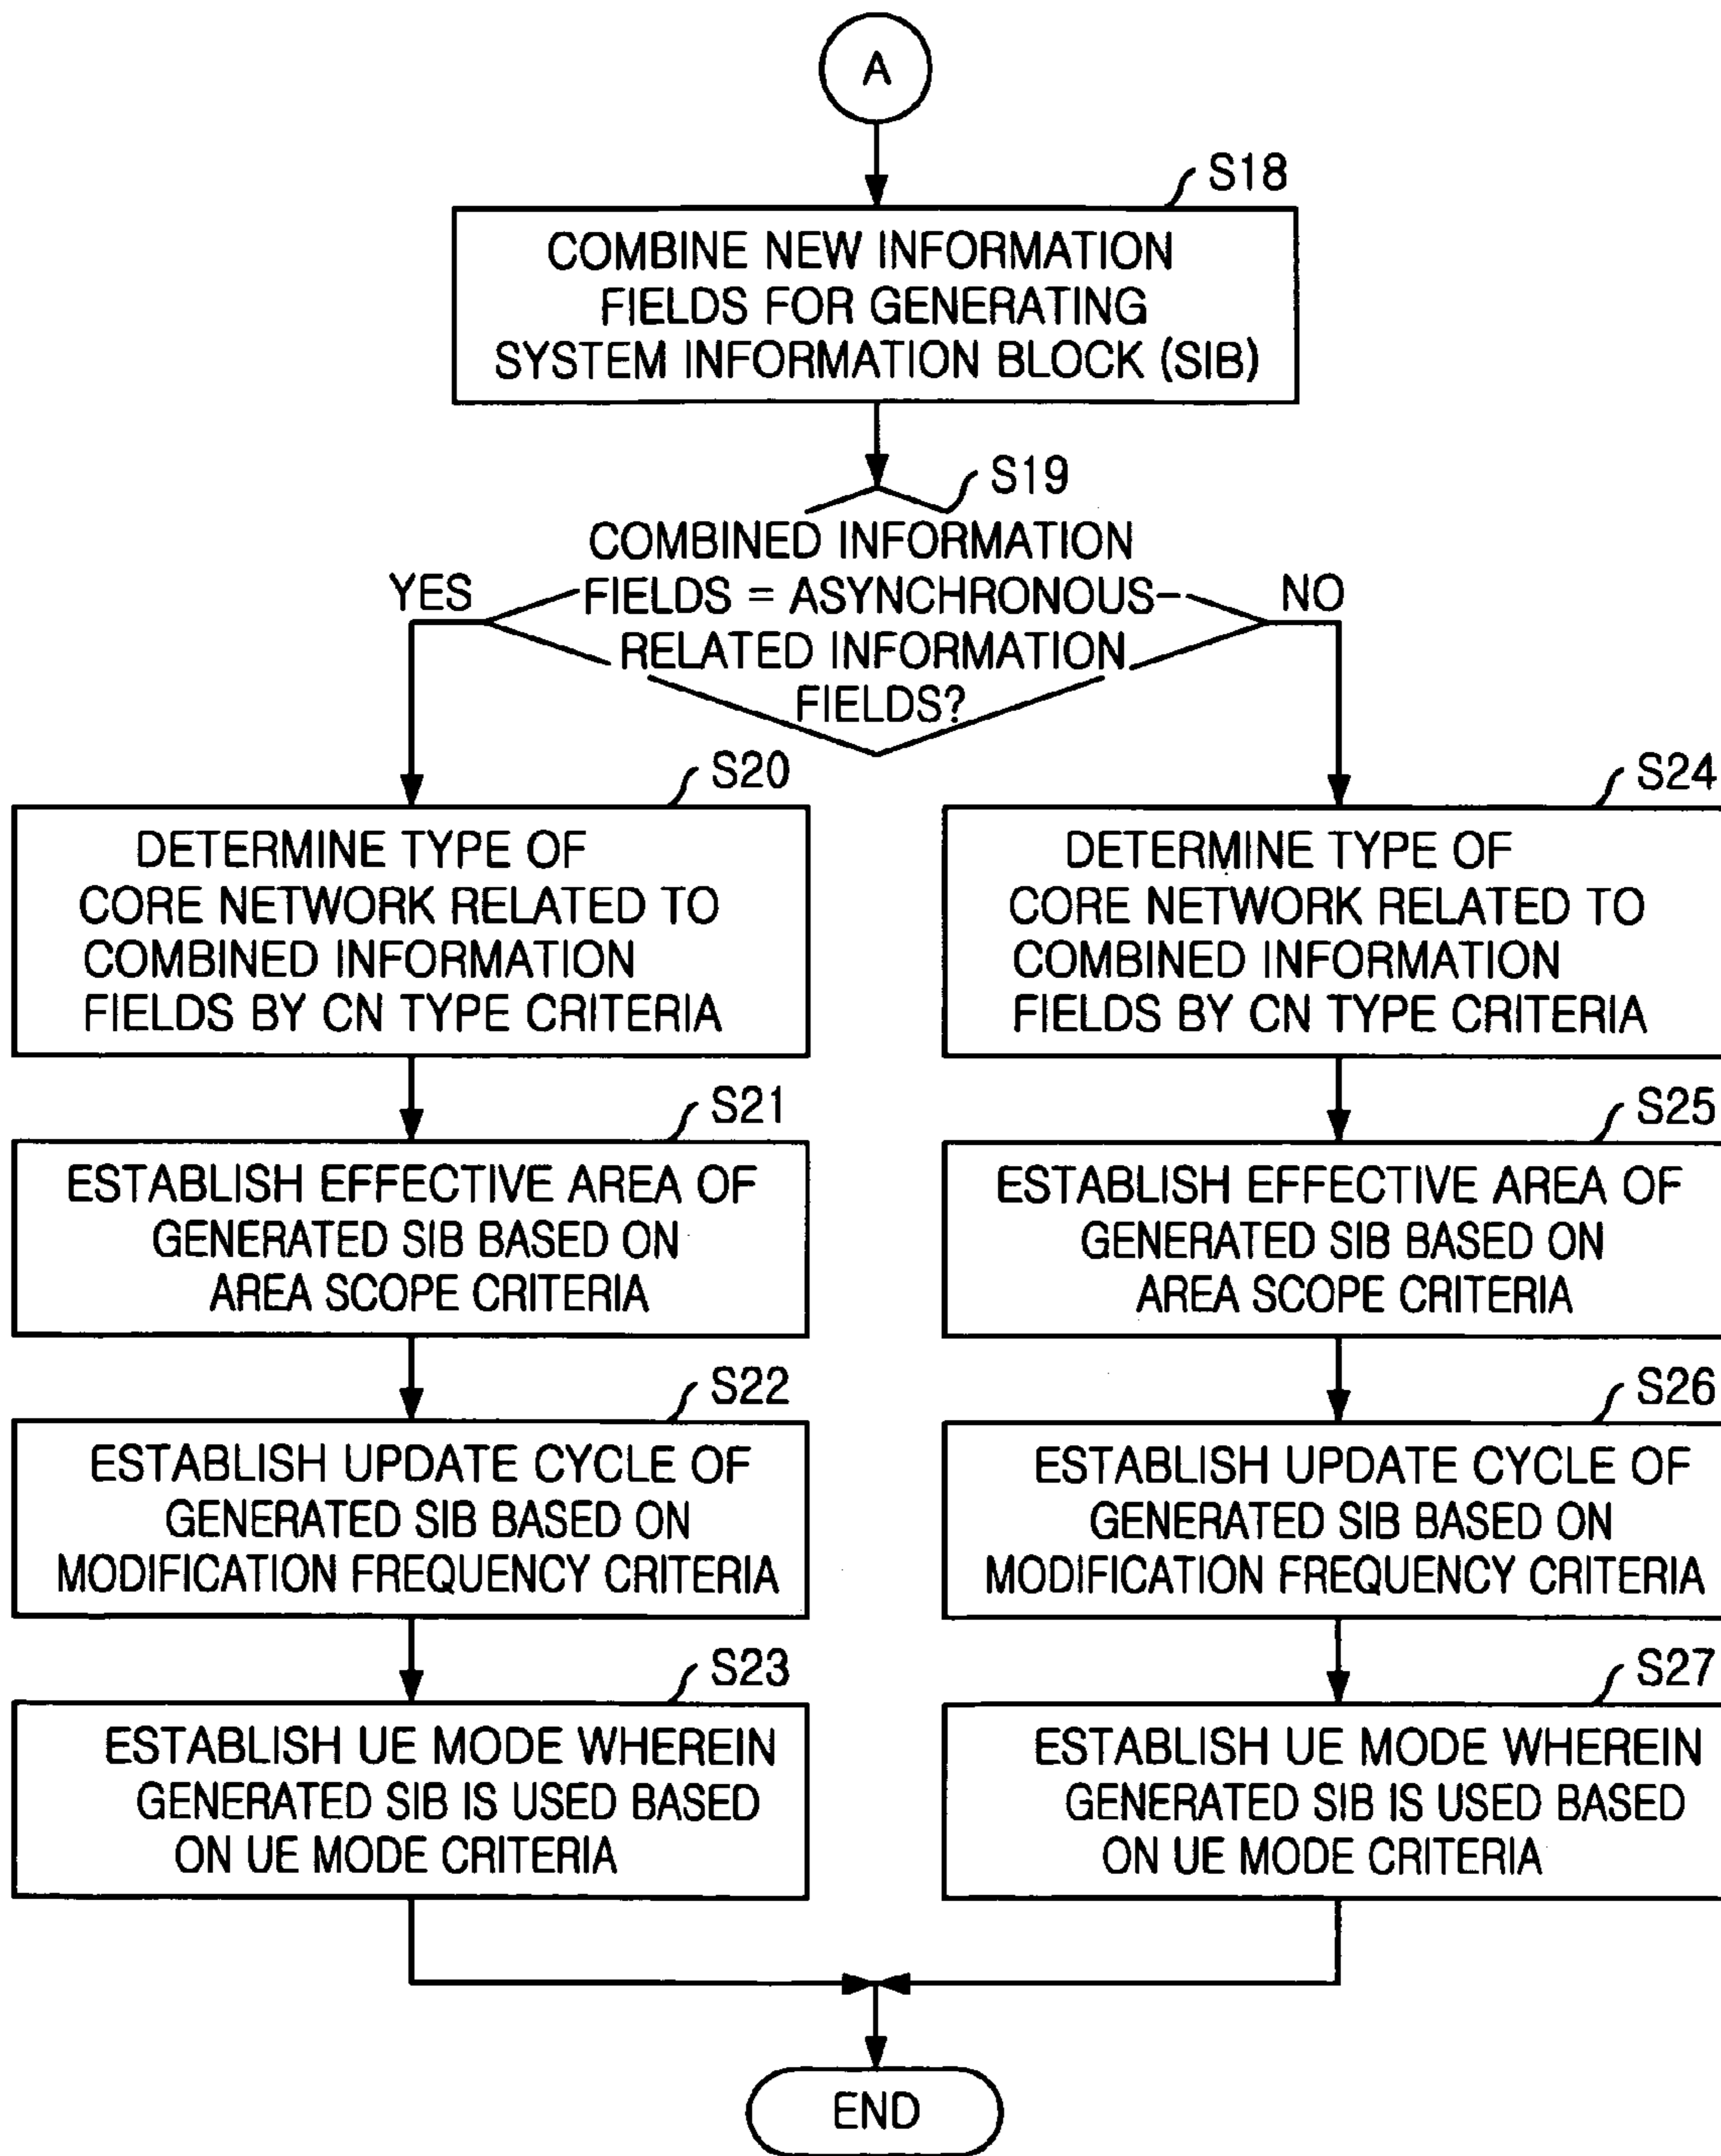 A
S18
COMBINE NEW INFORMATION
FIELDS FOR GENERATING
SYSTEM INFORMATION BLOCK (SIB)
S19
COMBINED INFORMATION
FIELDS = ASYNCHRONOUS-
RELATED INFORMATION
FIELDS?
YES
NO
S20
DETERMINE TYPE OF
CORE NETWORK RELATED TO
COMBINED INFORMATION
FIELDS BY CN TYPE CRITERIA
S21
ESTABLISH EFFECTIVE AREA OF
GENERATED SIB BASED ON
AREA SCOPE CRITERIA
S22
ESTABLISH UPDATE CYCLE OF
GENERATED SIB BASED ON
MODIFICATION FREQUENCY CRITERIA
S23
ESTABLISH UE MODE WHEREIN
GENERATED SIB IS USED BASED
ON UE MODE CRITERIA
S24
DETERMINE TYPE OF
CORE NETWORK RELATED TO
COMBINED INFORMATION
FIELDS BY CN TYPE CRITERIA
S25
ESTABLISH EFFECTIVE AREA OF
GENERATED SIB BASED ON
AREA SCOPE CRITERIA
S26
ESTABLISH UPDATE CYCLE OF
GENERATED SIB BASED ON
MODIFICATION FREQUENCY CRITERIA
S27
ESTABLISH UE MODE WHEREIN
GENERATED SIB IS USED BASED
ON UE MODE CRITERIA
END